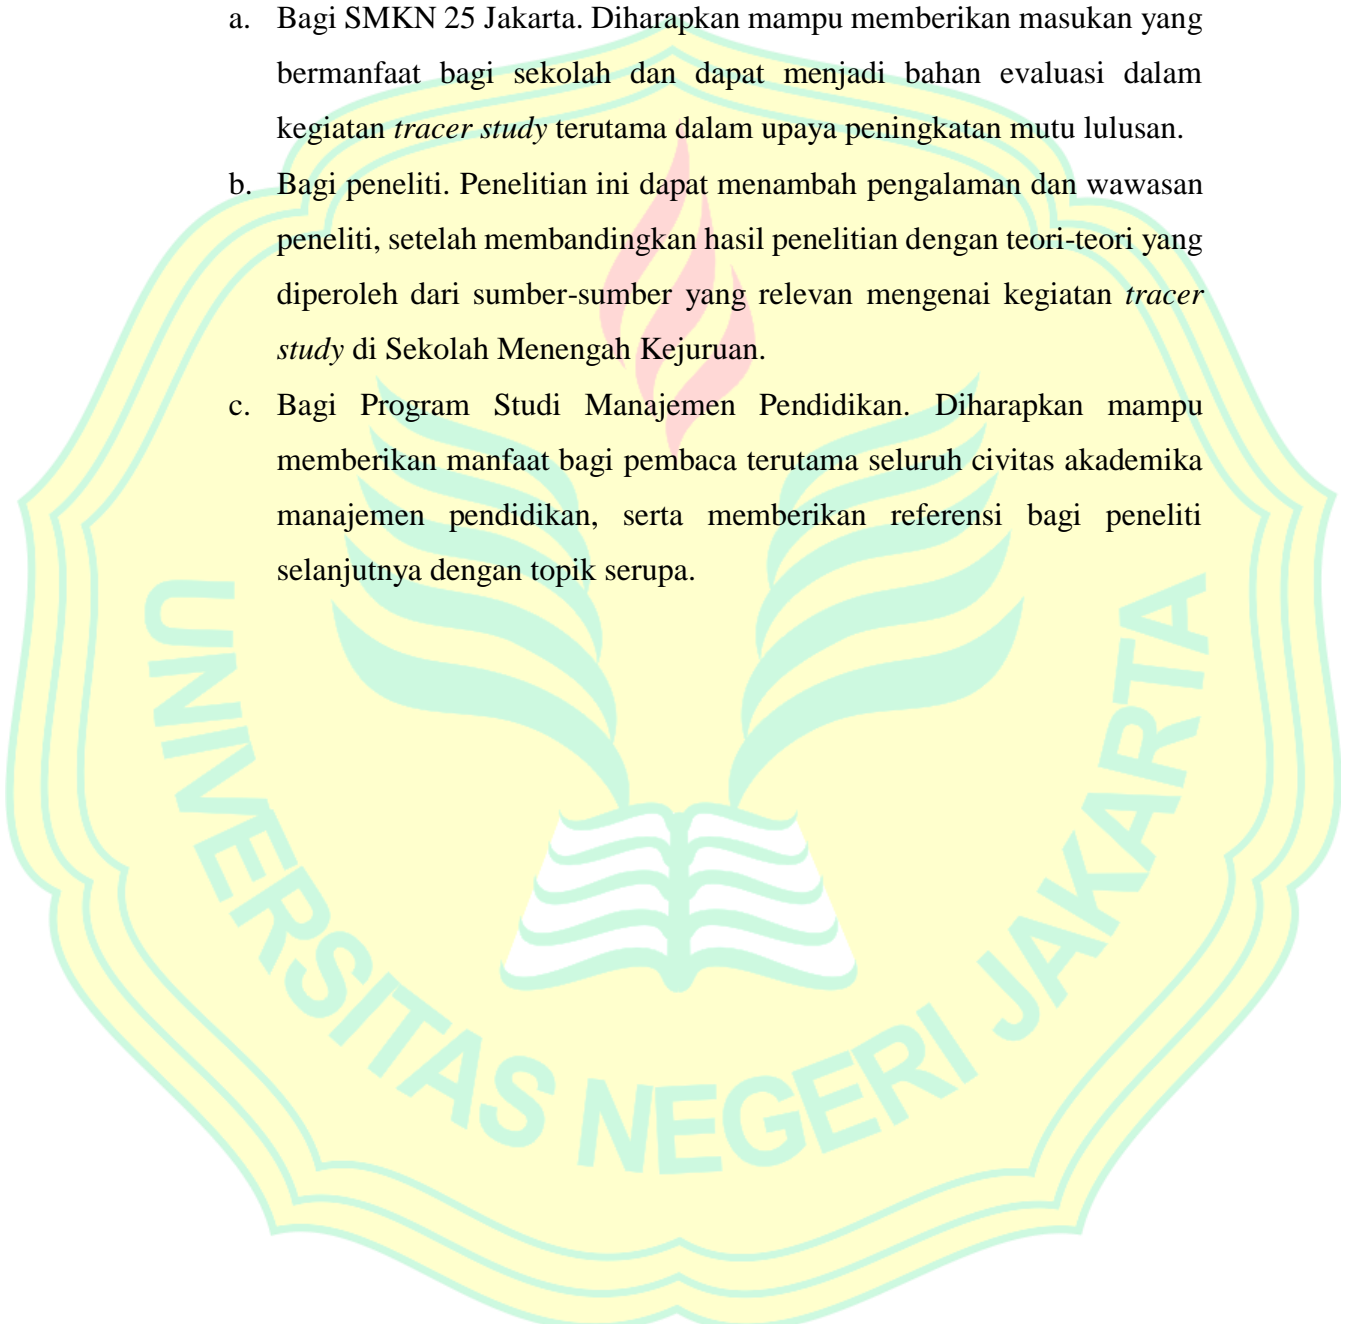 a. Bagi SMKN 25 Jakarta. Diharapkan mampu memberikan masukan yang
bermanfaat bagi sekolah dan dapat menjadi bahan evaluasi dalam
kegiatan tracer study terutama dalam upaya peningkatan mutu lulusan.
b. Bagi peneliti. Penelitian ini dapat menambah pengalaman dan wawasan
peneliti, setelah membandingkan hasil penelitian dengan teori-teori yang
diperoleh dari sumber-sumber yang relevan mengenai kegiatan tracer
study di Sekolah Menengah Kejuruan.
c. Bagi Program Studi Manajemen Pendidikan. Diharapkan mampu
memberikan manfaat bagi pembaca terutama seluruh civitas akademika
manajemen pendidikan, serta memberikan referensi bagi peneliti
selanjutnya dengan topik serupa.
UNIVERSITAS NEGERI JAKARTA